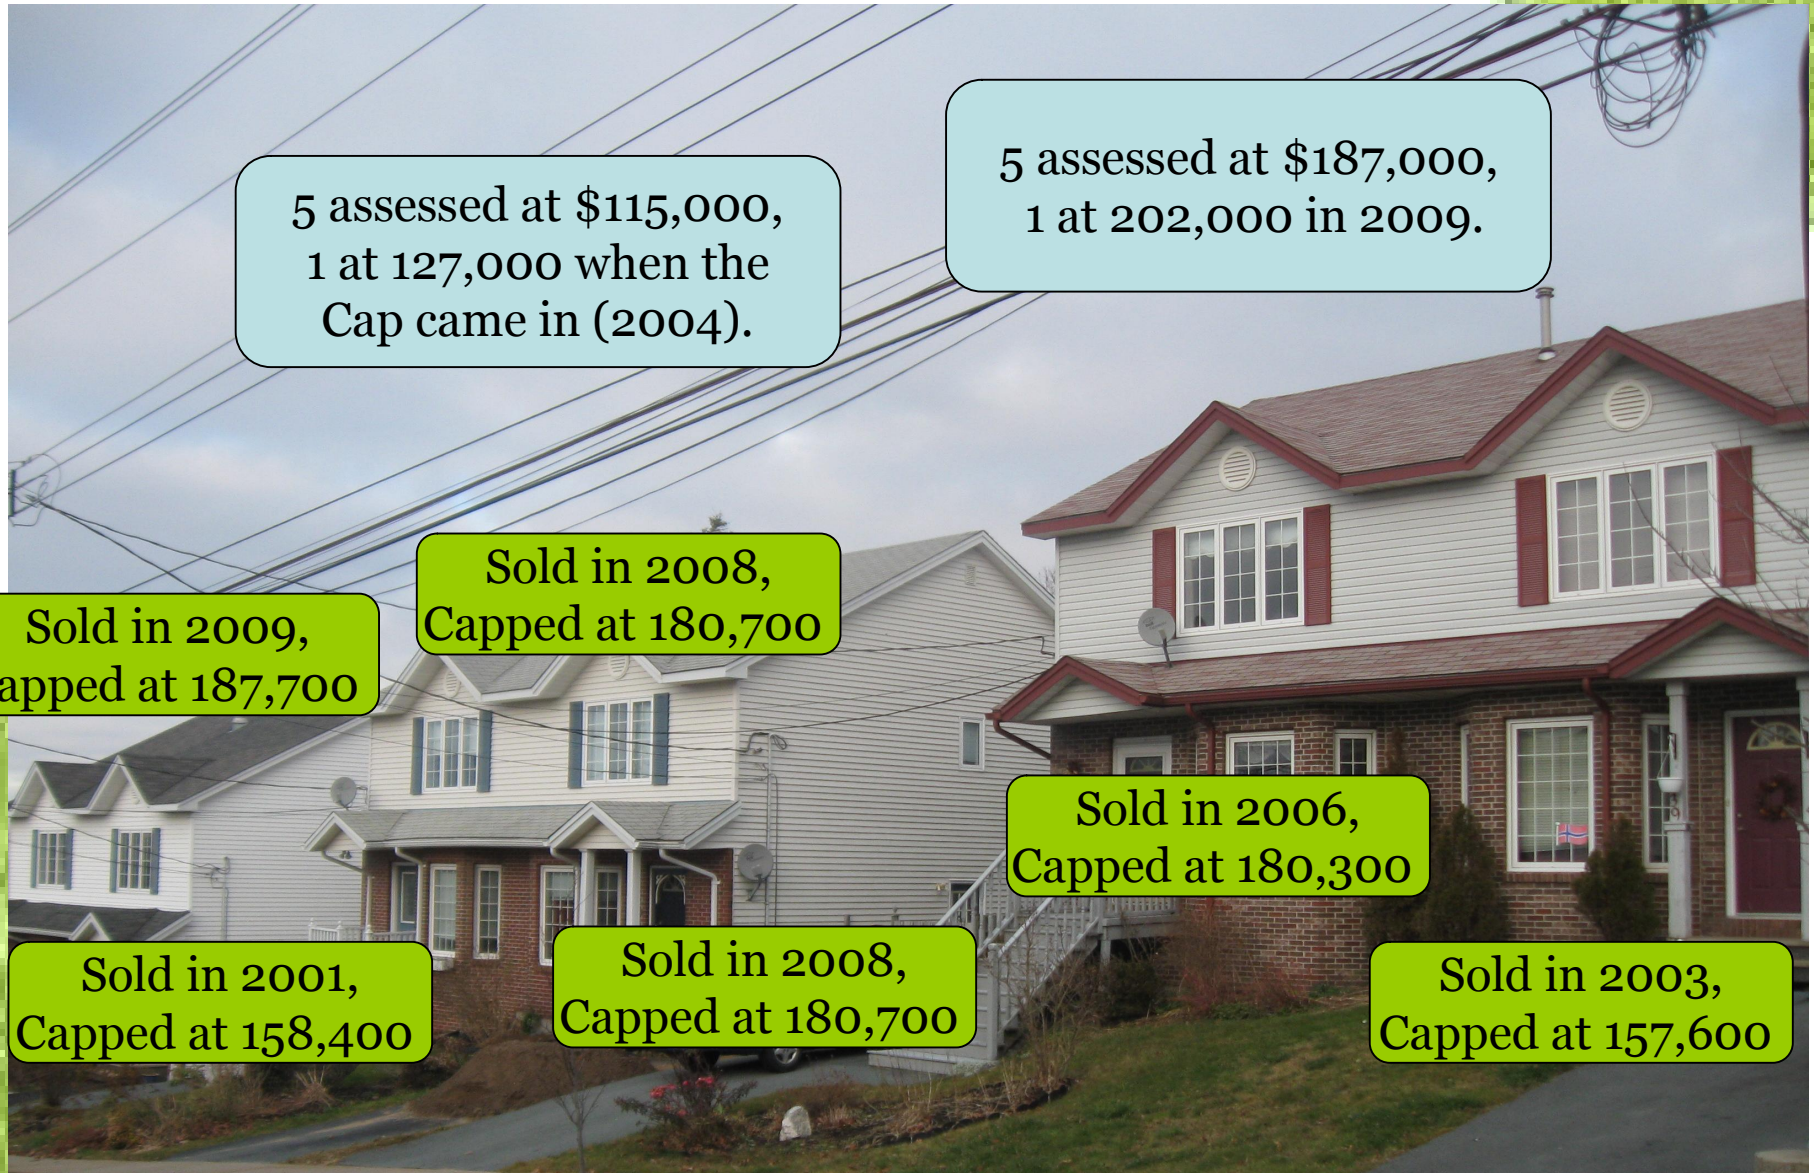 5 assessed at $115,000,
1 at 127,000 when the
Cap came in (2004).
5 assessed at $187,000,
1 at 202,000 in 2009.
Sold in 2008,
Capped at 180,700
Sold in 2009,
apped at 187,700
Sold in 2006,
Capped at 180,300
Sold in 2008,
Capped at 180,700
Sold in 2001,
Capped at 158,400
Sold in 2003,
Capped at 157,600